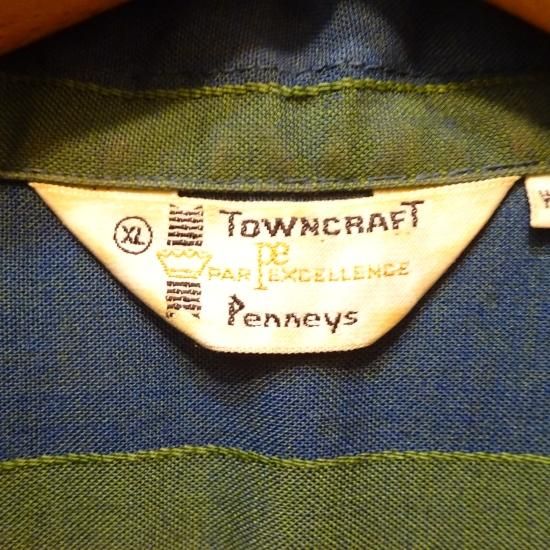 XL
TOWNCRAFT
Pe
PAR EXCELLENCE
Penneys